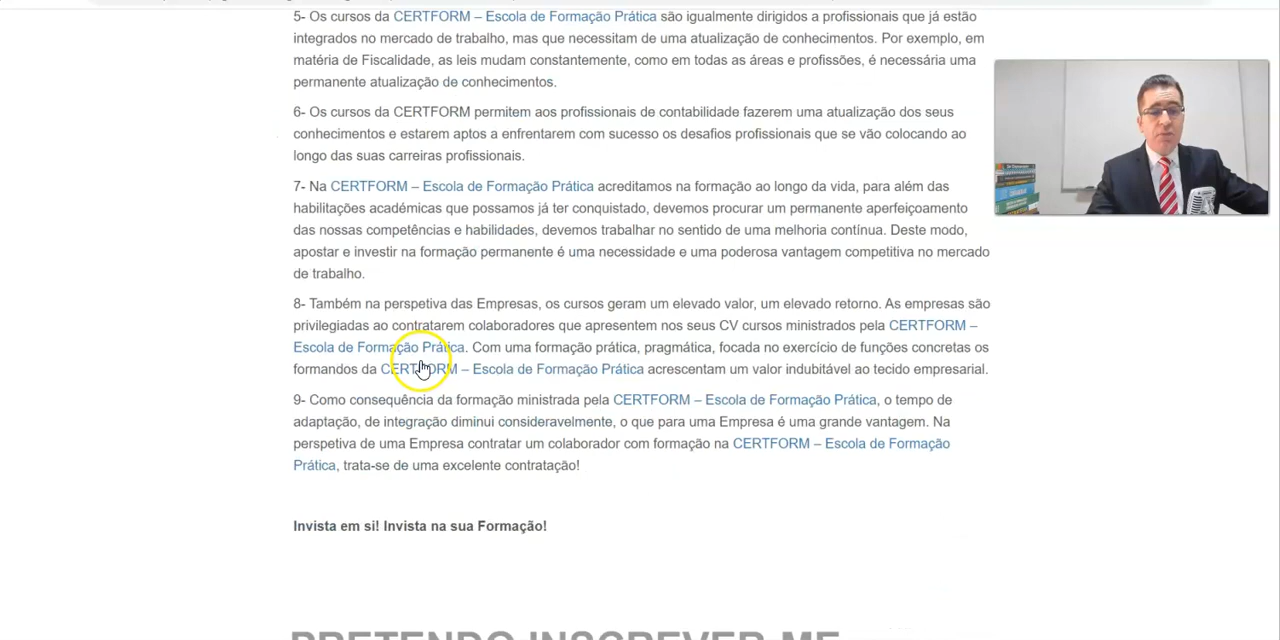 5- Os cursos da CERTFORM – Escola de Formação Prática são igualmente dirigidos a profissionais que já estão
integrados no mercado de trabalho, mas que necessitam de uma atualização de conhecimentos. Por exemplo, em
matéria de Fiscalidade, as leis mudam constantemente, como em todas as áreas e profissões, é necessária uma
permanente atualização de conhecimentos.
6- Os cursos da CERTFORM permitem aos profissionais de contabilidade fazerem uma atualização dos seus
conhecimentos e estarem aptos a enfrentarem com sucesso os desafios profissionais que se vão colocando ao
longo das suas carreiras profissionais.
7- Na CERTFORM – Escola de Formação Prática acreditamos na formação ao longo da vida, para além das
habilitações académicas que possamos já ter conquistado, devemos procurar um permanente aperfeiçoamento
das nossas competências e habilidades, devemos trabalhar no sentido de uma melhoria contínua. Deste modo,
apostar e investir na formação permanente é uma necessidade e uma poderosa vantagem competitiva no mercado
de trabalho.
8- Também na perspetiva das Empresas, os cursos geram um elevado valor, um elevado retorno. As empresas são
privilegiadas ao contratarem colaboradores que apresentem nos seus CV cursos ministrados pela CERTFORM –
Escola de Formação Prática. Com uma formação prática, pragmática, focada no exercício de funções concretas os
formandos da CERTFORM – Escola de Formação Prática acrescentam um valor indubitável ao tecido empresarial.
9- Como consequência da formação ministrada pela CERTFORM – Escola de Formação Prática, o tempo de
adaptação, de integração diminui consideravelmente, o que para uma Empresa é uma grande vantagem. Na
perspetiva de uma Empresa contratar um colaborador com formação na CERTFORM – Escola de Formação
Prática, trata-se de uma excelente contratação!
Invista em si! Invista na sua Formação!
PRETENDO INSCREVER-ME